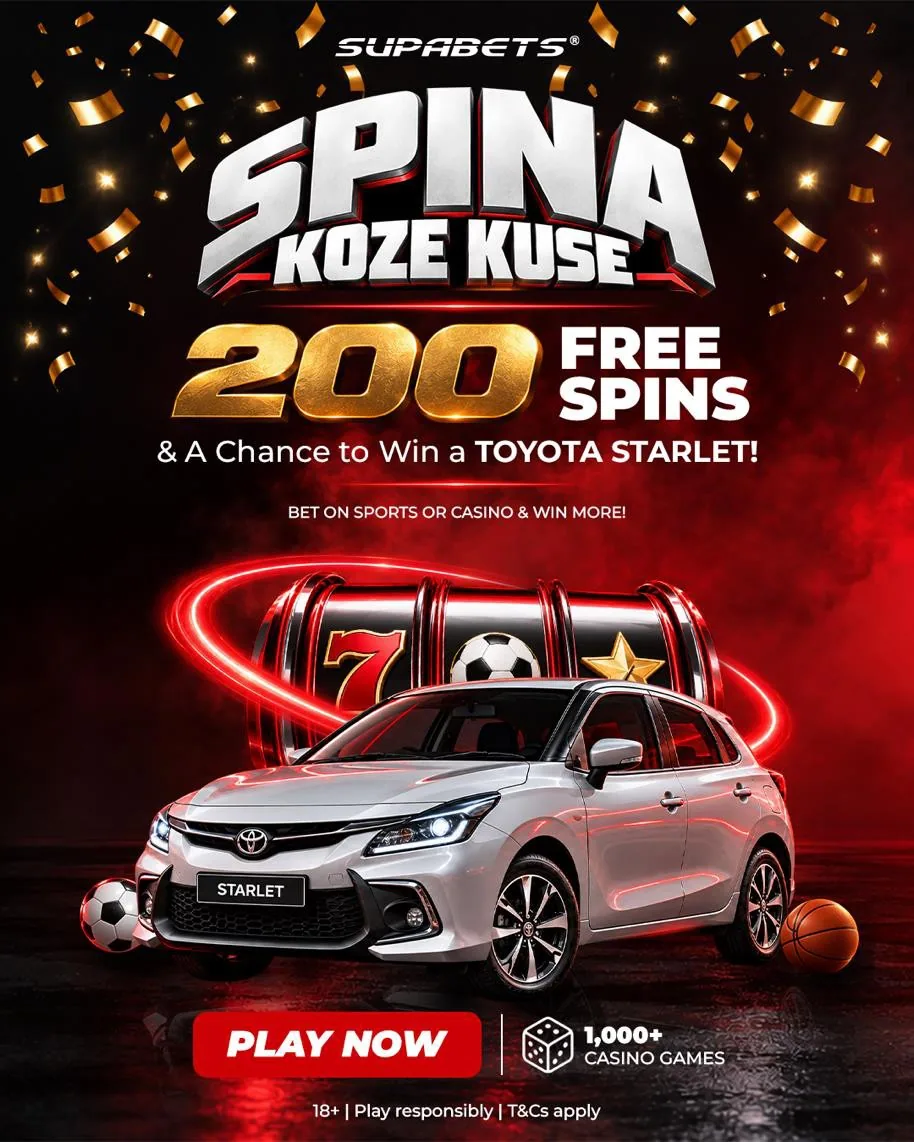 SUPABETS®
SPINA
KOZE KUSE
200 FREE SPINS
& A Chance to Win a TOYOTA STARLET!
BET ON SPORTS OR CASINO & WIN MORE!
7
STARLET
PLAY NOW
1,000+
CASINO GAMES
18+ | Play responsibly | T&Cs apply